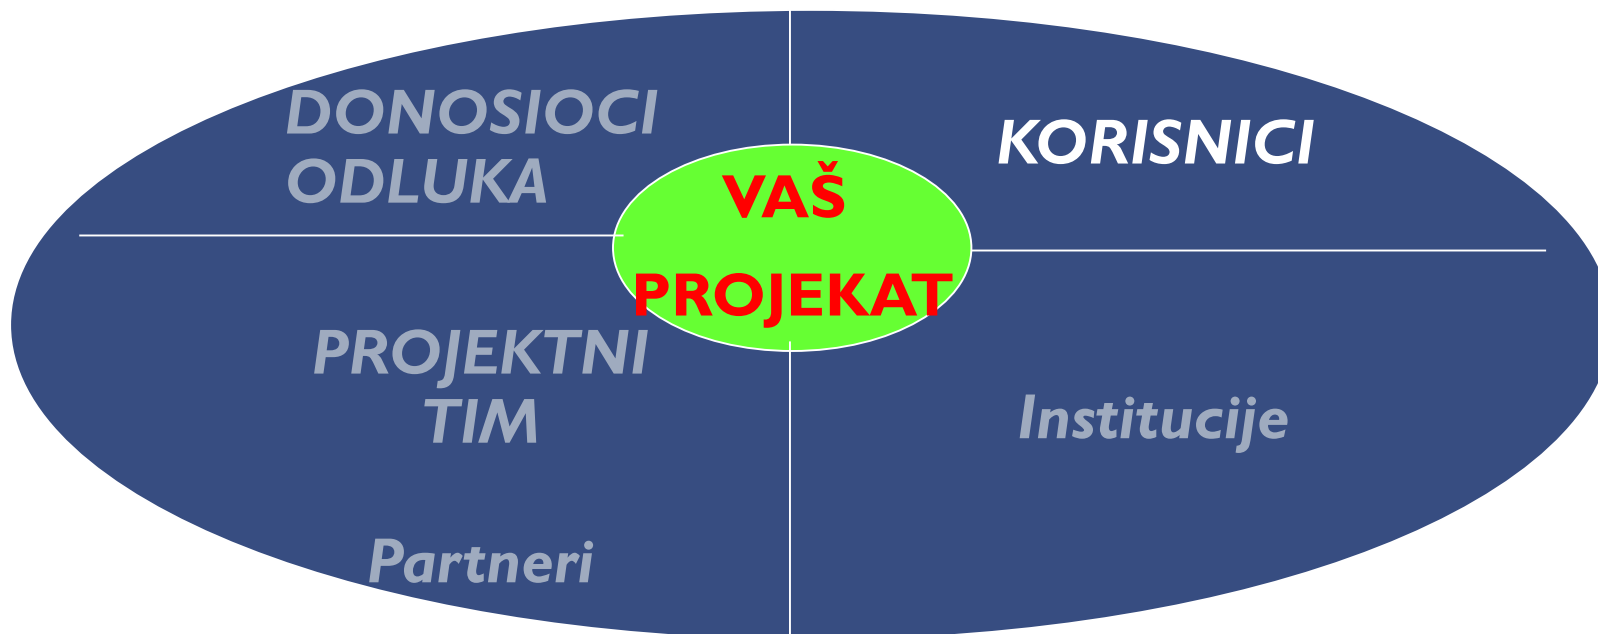 DONOSIOCI
ODLUKA
KORISNICI
VAŠ
PROJEKAT
PROJEKTNI
TIM
Institucije
Partneri